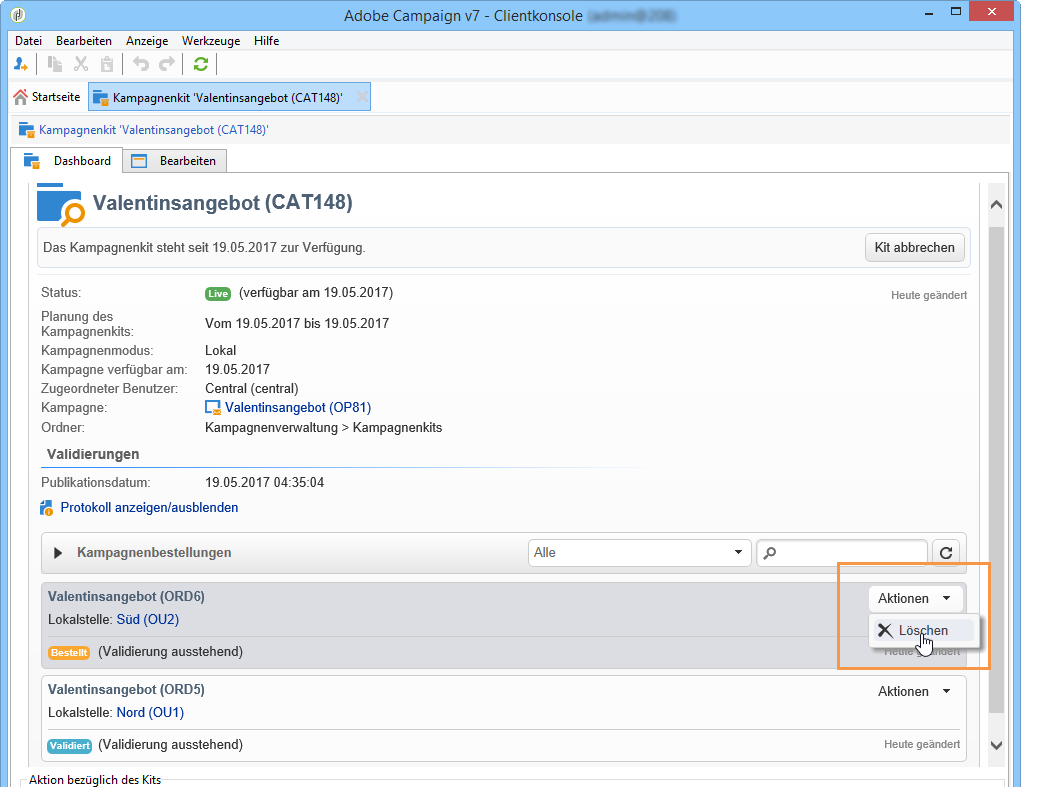 Adobe Campaign v7 - Clientkonsole
Datei Bearbeiten Anzeige Werkzeuge Hilfe
Startseite Kampagnenkit 'Valentinsangebot (CAT148)'
Kampagnenkit 'Valentinsangebot (CAT148)'
Dashboard Bearbeiten
Valentinsangebot (CAT148)
Das Kampagnenkit steht seit 19.05.2017 zur Verfügung. Kit abbrechen
Status: Live (verfügbar am 19.05.2017) Heute geändert
Planung des
Kampagnenkits: Vom 19.05.2017 bis 19.05.2017
Kampagnenmodus: Lokal
Kampagne verfügbar am: 19.05.2017
Zugeordneter Benutzer: Central (central)
Kampagne: Valentinsangebot (OP81)
Ordner: Kampagnenverwaltung > Kampagnenkits
Validierungen
Publikationsdatum: 19.05.2017 04:35:04
Protokoll anzeigen/ausblenden
Kampagnenbestellungen Alle
Valentinsangebot (ORD6) Aktionen
Lokalstelle: Süd (OU2)
Löschen
Bestellt (Validierung ausstehend) Heute geändert
Valentinsangebot (ORD5) Aktionen
Lokalstelle: Nord (OU1)
Validiert (Validierung ausstehend) Heute geändert
Aktion bezüglich des Kits